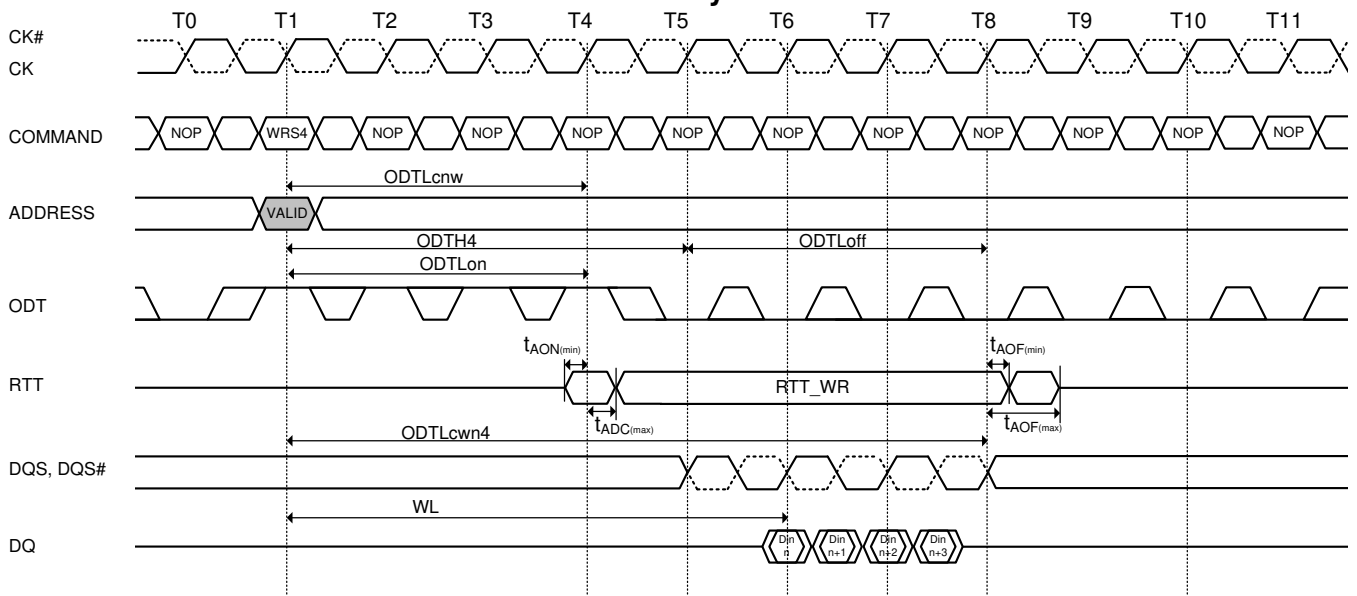 T0 T1 T2 T3 T4 T5 T6 T7 T8 T9 T10 T11
CK#
CK
COMMAND NOP WRS4 NOP NOP NOP NOP NOP NOP NOP NOP NOP NOP
ODTLcnw
ADDRESS VALID
ODTH4 ODTLoff
ODTLon
ODT
tAON(min) tAOF(min)
RTT RTT_WR
tADC(max) tAOF(max)
ODTLcwn4
DQS, DQS#
WL
DQ Din n Din n+1 Din n+2 Din n+3